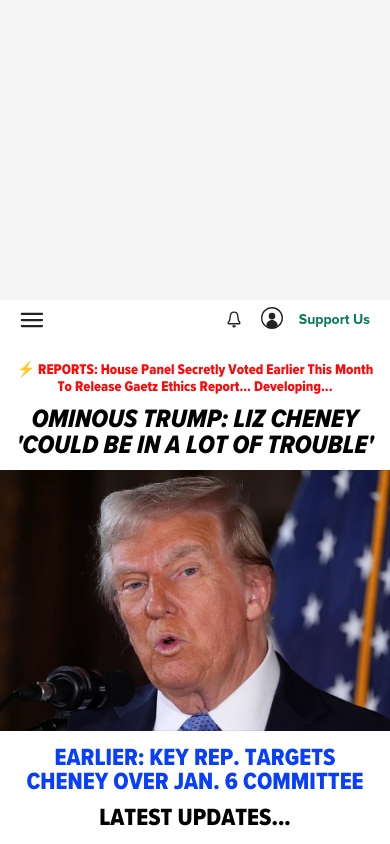 Support Us
⚡ REPORTS: House Panel Secretly Voted Earlier This Month
To Release Gaetz Ethics Report... Developing...
OMINOUS TRUMP: LIZ CHENEY
'COULD BE IN A LOT OF TROUBLE'
EARLIER: KEY REP. TARGETS
CHENEY OVER JAN. 6 COMMITTEE
LATEST UPDATES...